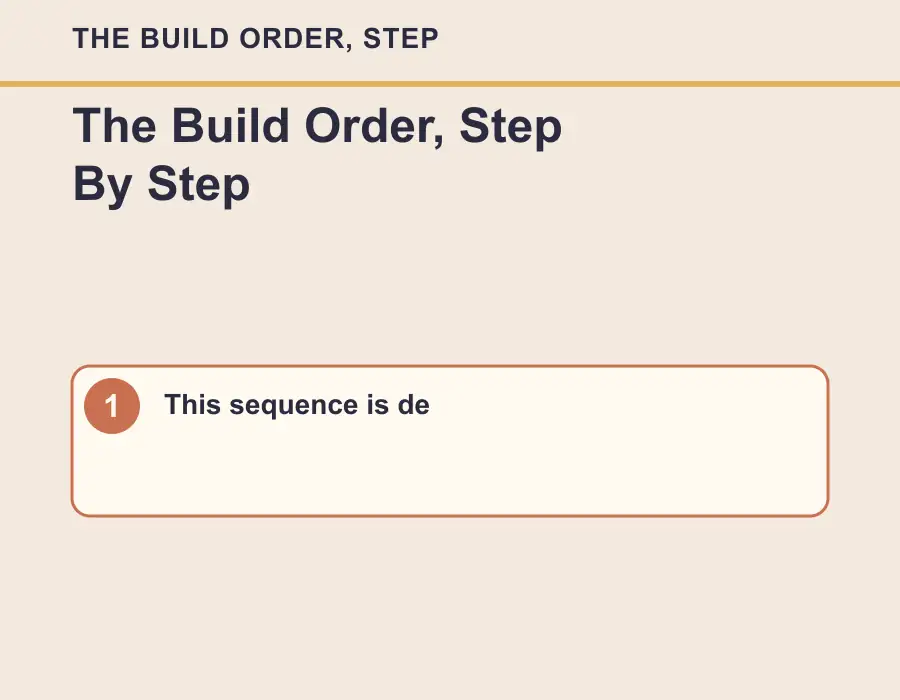 THE BUILD ORDER, STEP
The Build Order, Step
By Step
1
This sequence is de